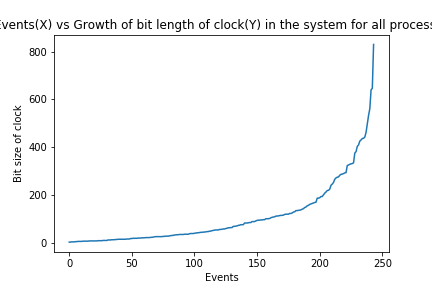 Events(X) vs Growth of bit length of clock(Y) in the system for all process
800
600
400
200
0
Bit size of clock
0 50 100 150 200 250
Events